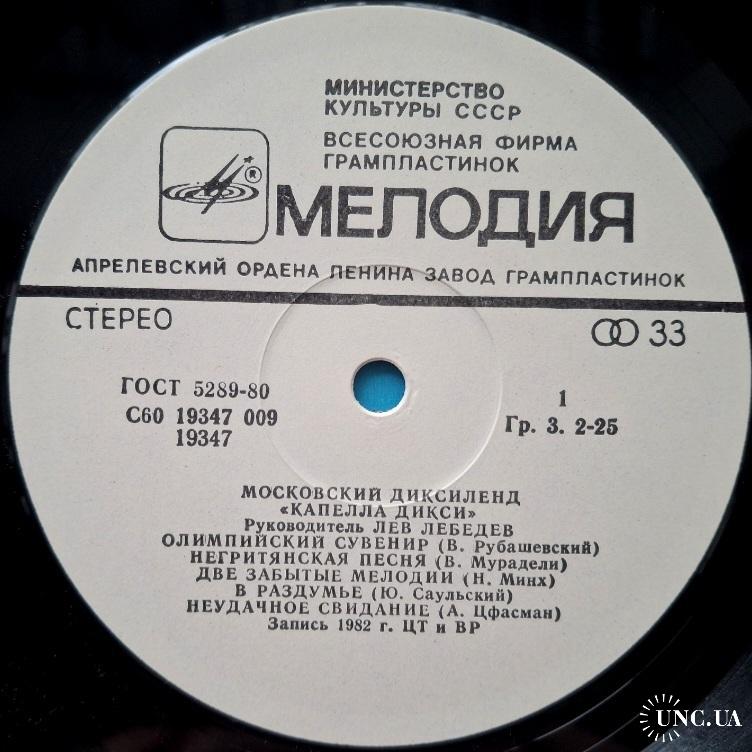 МИНИСТЕРСТВО
КУЛЬТУРЫ СССР
ВСЕСОЮЗНАЯ ФИРМА
ГРАМПЛАСТИНОК
®
МЕЛОДИЯ
АПРЕЛЕВСКИЙ ОРДЕНА ЛЕНИНА ЗАВОД ГРАМПЛАСТИНОК
СТЕРЕО
33
ГОСТ 5289-80
С60 19347 009
19347
1
Гр. 3. 2-25
МОСКОВСКИЙ ДИКСИЛЕНД
«КАПЕЛЛА ДИКСИ»
Руководитель ЛЕВ ЛЕБЕДЕВ
ОЛИМПИЙСКИЙ СУВЕНИР (В. Рубашевский)
НЕГРИТЯНСКАЯ ПЕСНЯ (В. Мурадели)
ДВЕ ЗАБЫТЫЕ МЕЛОДИИ (Н. Минх)
В РАЗДУМЬЕ (Ю. Саульский)
НЕУДАЧНОЕ СВИДАНИЕ (А. Цфасман)
Запись 1982 г. ЦТ и ВР
UNC.UA